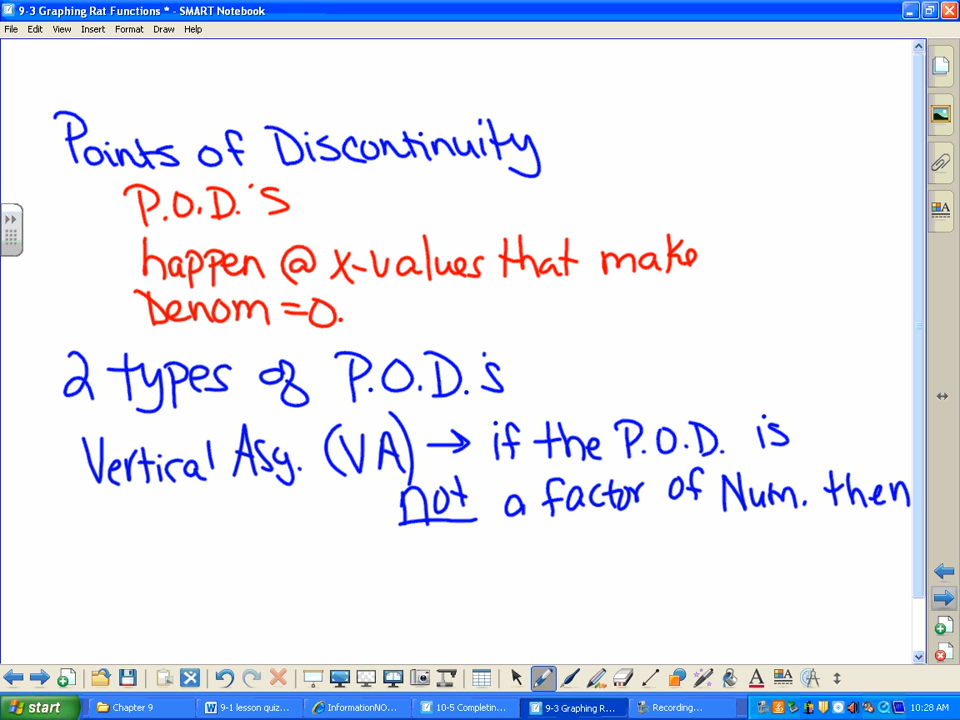 9-3 Graphing Rat Functions * - SMART Notebook
File Edit View Insert Format Draw Help
Points of Discontinuity
P.O.D.'s
happen @ x-values that make
Denom = 0.
2 types of P.O.D.'s
Vertical Asy. (VA) → if the P.O.D. is
not a factor of Num. then
start Chapter 9 9-1 lesson quiz... InformationNO... 10-5 Completin... 9-3 Graphing R... Recording... 10:28 AM